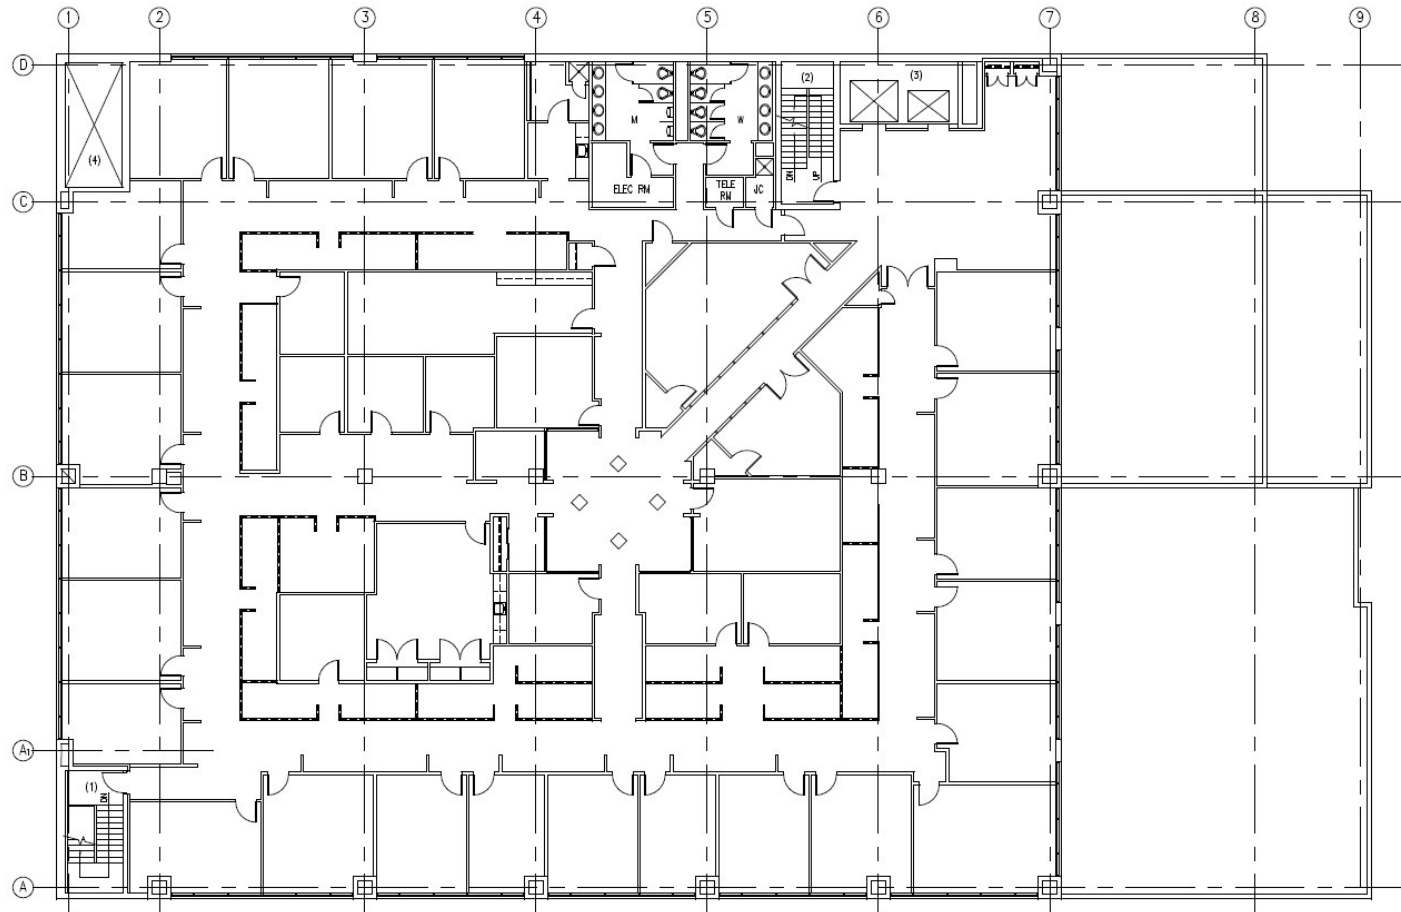 1 2 3 4 5 6 7 8 9
D
(2) (3)
M W
(4)
DN UP
ELEC RM TELE RM JC
C
B
A1
(1)
DN
A